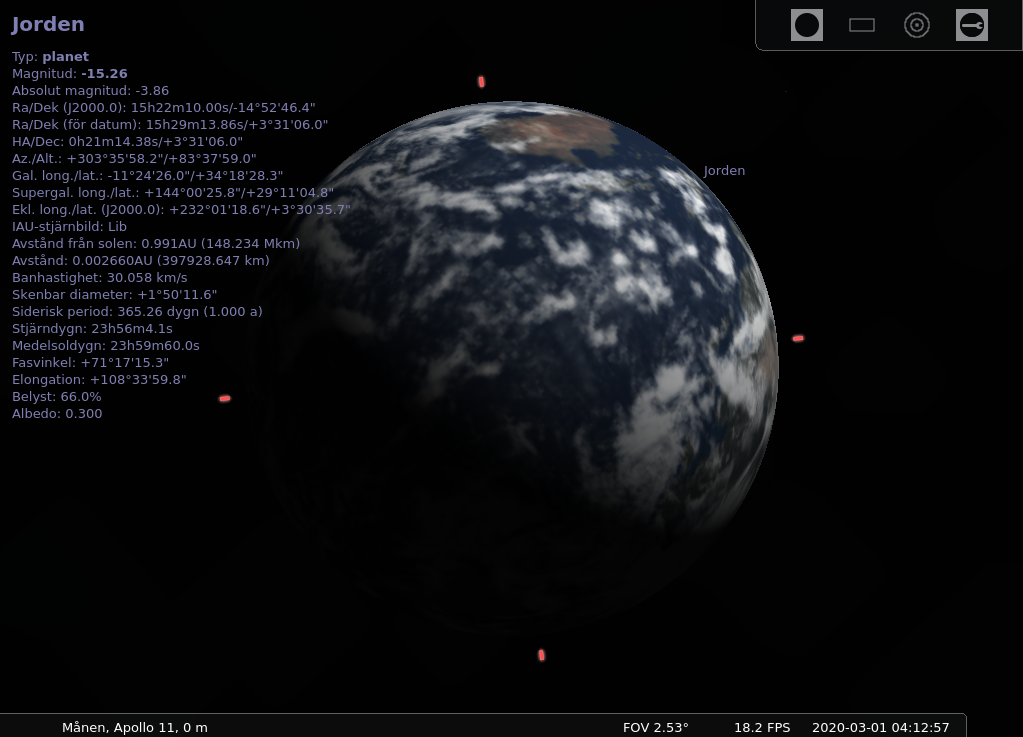 Jorden
Typ: planet
Magnitud: -15.26
Absolut magnitud: -3.86
Ra/Dek (J2000.0): 15h22m10.00s/-14°52'46.4"
Ra/Dek (för datum): 15h29m13.86s/+3°31'06.0"
HA/Dec: 0h21m14.38s/+3°31'06.0"
Az./Alt.: +303°35'58.2"/+83°37'59.0"
Gal. long./lat.: -11°24'26.0"/+34°18'28.3"
Supergal. long./lat.: +144°00'25.8"/+29°11'04.8"
Ekl. long./lat. (J2000.0): +232°01'18.6"/+3°30'35.7"
IAU-stjärnbild: Lib
Avstånd från solen: 0.991AU (148.234 Mkm)
Avstånd: 0.002660AU (397928.647 km)
Banhastighet: 30.058 km/s
Skenbar diameter: +1°50'11.6"
Siderisk period: 365.26 dygn (1.000 a)
Stjärndygn: 23h56m4.1s
Medelsoldygn: 23h59m60.0s
Fasvinkel: +71°17'15.3"
Elongation: +108°33'59.8"
Belyst: 66.0%
Albedo: 0.300
Jorden
Månen, Apollo 11, 0 m
FOV 2.53°
18.2 FPS
2020-03-01 04:12:57